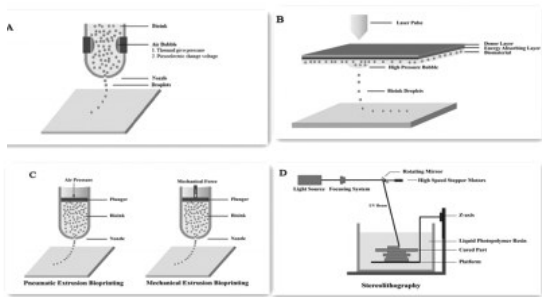 A
Bioink
Air Bubble
1. Thermal give pressure
2. Piezoelectric change voltage
Nozzle
Droplets
B
Laser Pulse
Donor Layer
Energy Absorbing Layer
Biomaterial
High Pressure Bubble
Bioink Droplets
C
Air Pressure
Plunger
Bioink
Nozzle
Pneumatic Extrusion Bioprinting
Mechanical Force
Plunger
Bioink
Nozzle
Mechanical Extrusion Bioprinting
D
Rotating Mirror
High Speed Stepper Motors
Light Source
Focusing System
UV Beam
Z-axis
Liquid Photopolymer Resin
Cured Part
Platform
Stereolithography